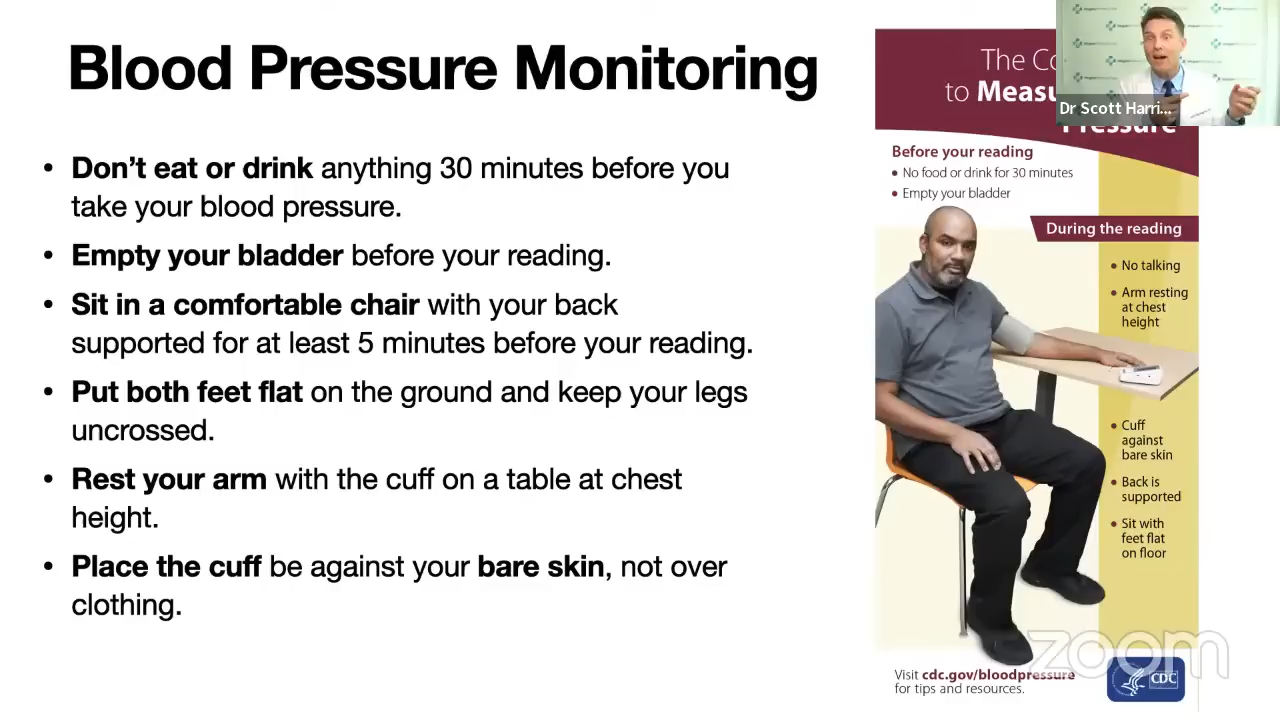 Blood Pressure Monitoring
• Don’t eat or drink anything 30 minutes before you
take your blood pressure.
• Empty your bladder before your reading.
• Sit in a comfortable chair with your back
supported for at least 5 minutes before your reading.
• Put both feet flat on the ground and keep your legs
uncrossed.
• Rest your arm with the cuff on a table at chest
height.
• Place the cuff be against your bare skin, not over
clothing.
The Co
to Measu
Pressure
Dr Scott Harri...
Before your reading
• No food or drink for 30 minutes
• Empty your bladder
During the reading
• No talking
• Arm resting
at chest
height
• Cuff
against
bare skin
• Back is
supported
• Sit with
feet flat
on floor
Visit cdc.gov/bloodpressure
for tips and resources.
CDC
zoom